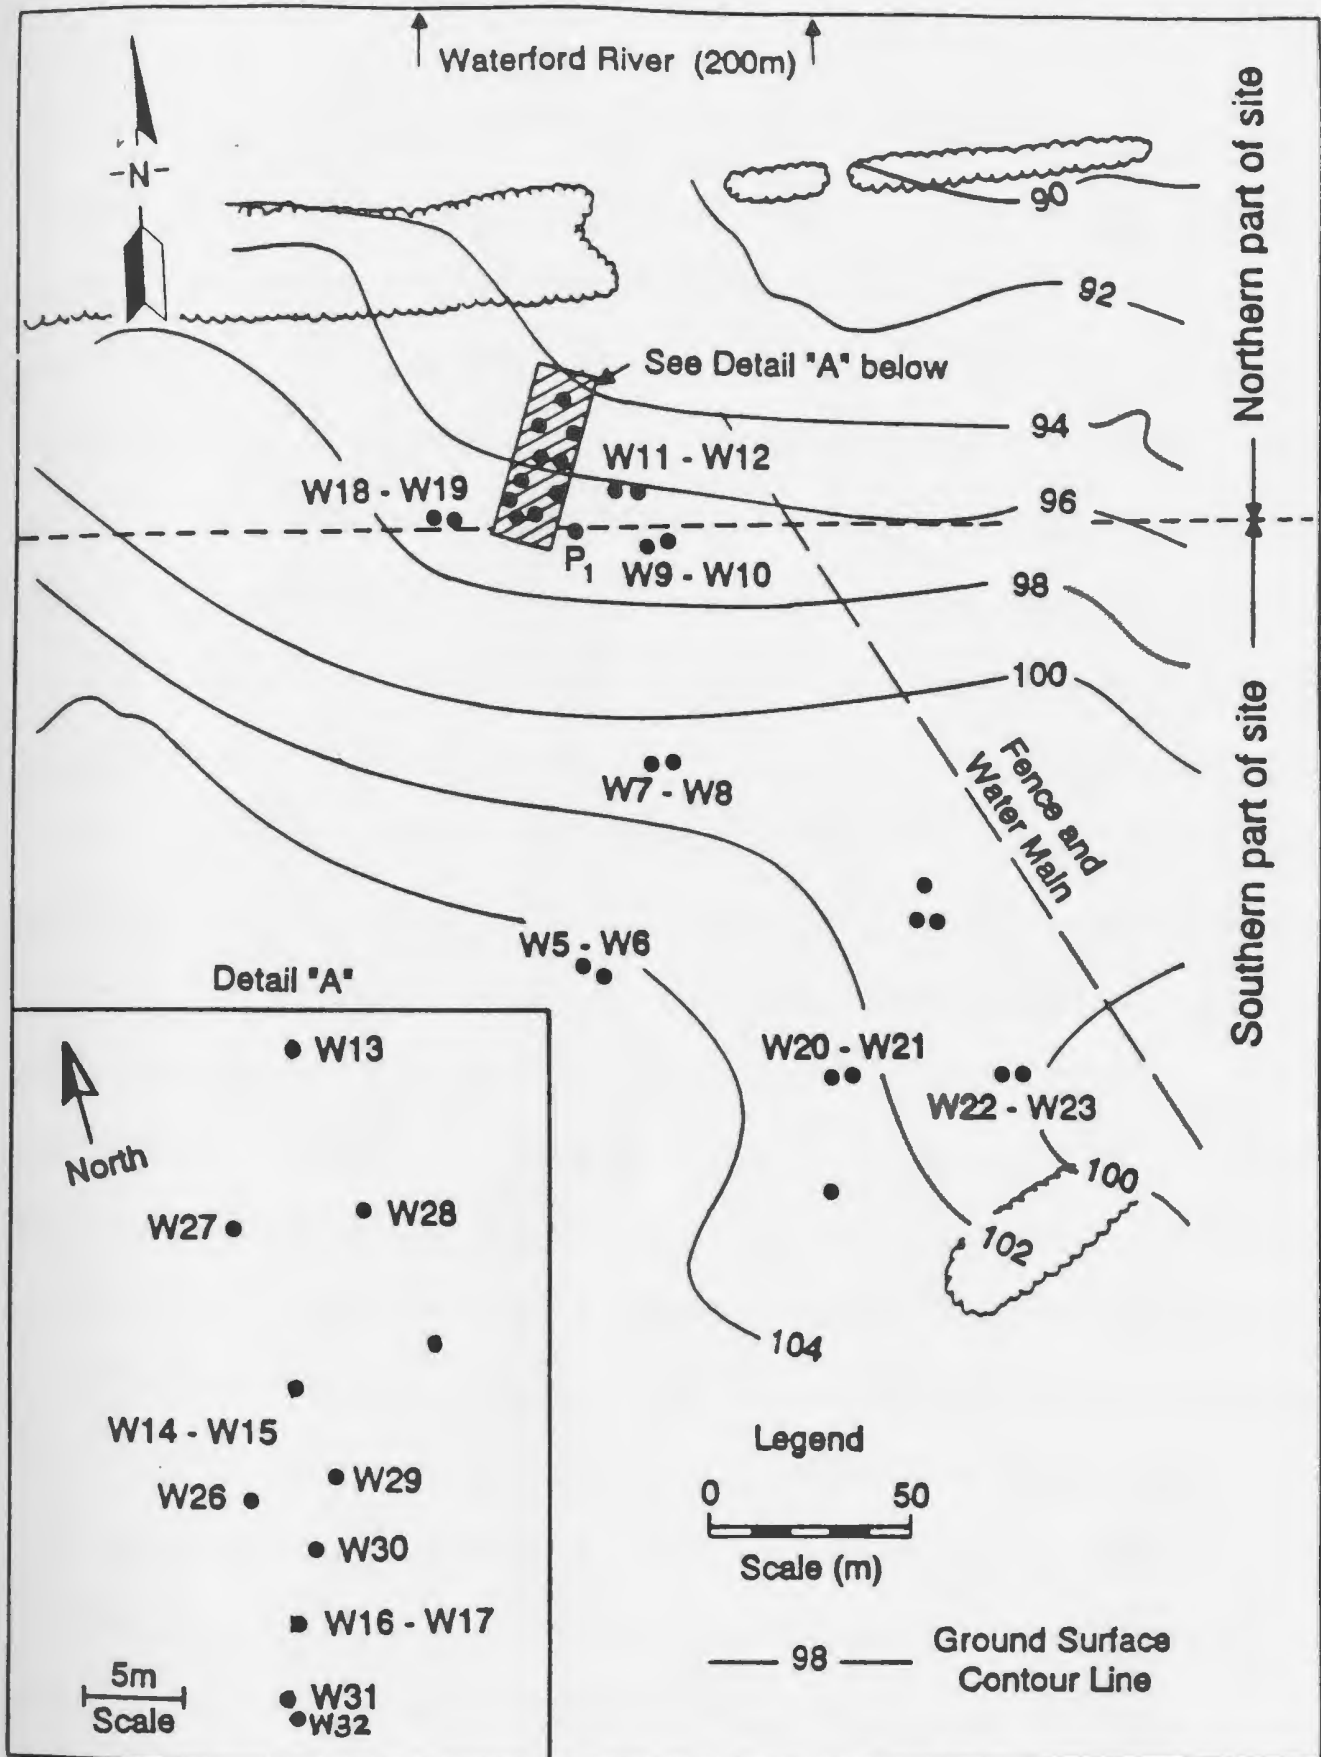 Waterford River (200m)
-N-
Northern part of site
90
92
See Detail "A" below
94
W11 - W12
W18 - W19
96
P1
W9 - W10
98
100
Southern part of site
W7 - W8
Fence and
Water Main
W5 - W6
Detail "A"
W20 - W21
W22 - W23
100
102
104
W13
North
W27
W28
W14 - W15
W26
W29
W30
W16 - W17
5m
Scale
W31
W32
Legend
0 50
Scale (m)
98
Ground Surface
Contour Line